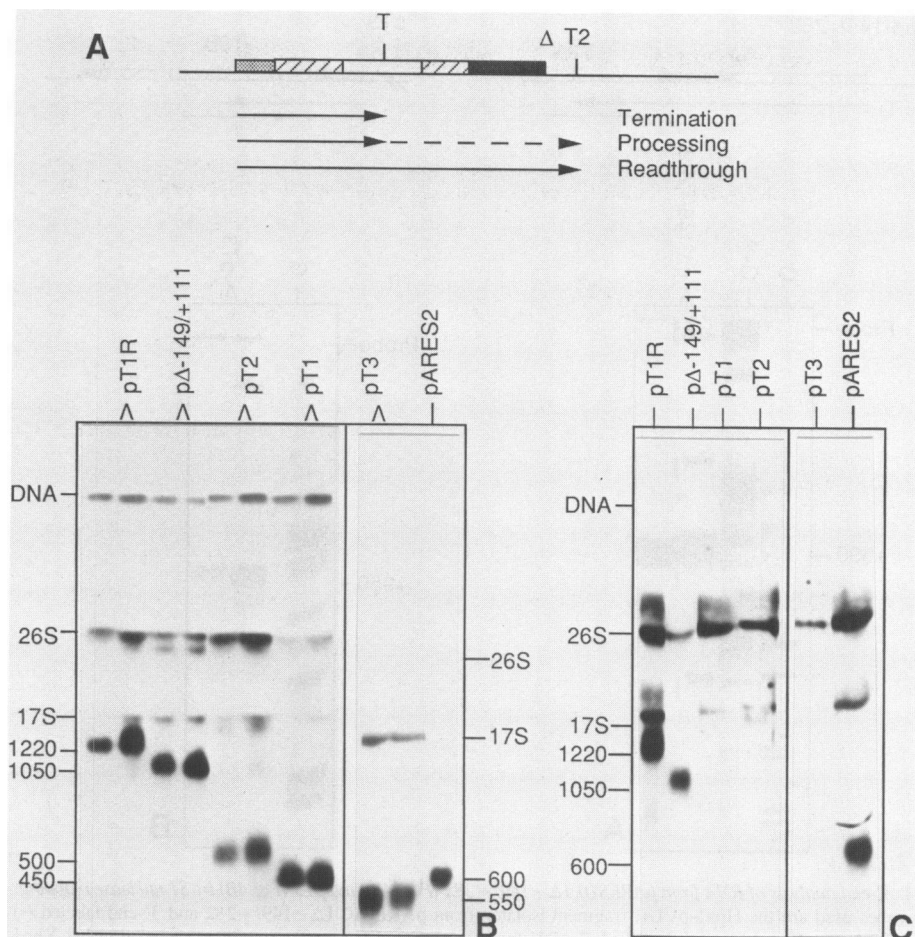 A
T
Δ T2
Termination
Processing
Readthrough
pT1R
pΔ-149/+111
pT2
pT1
pT3
pARES2
DNA
26S
17S
1220
1050
500
450
26S
17S
600
550
B
pT1R
pΔ-149/+111
pT1
pT2
pT3
pARES2
DNA
26S
17S
1220
1050
600
C